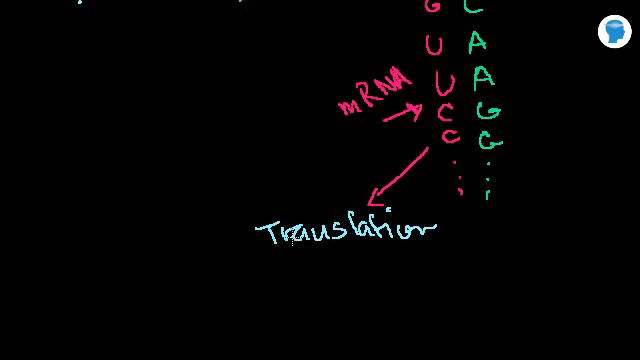 G C
U A
U A
mRNA
C G
C G
Translation